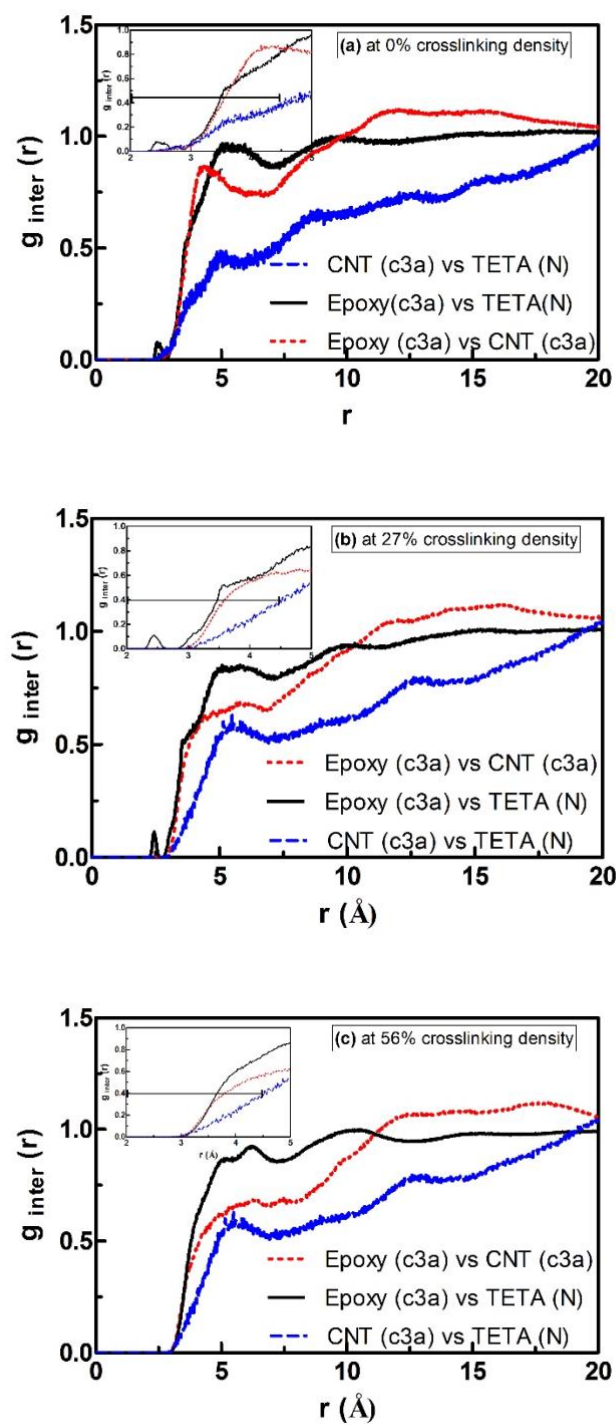 1.5
1.0
0.5
0.0
g inter (r)
(a) at 0% crosslinking density
1.0
0.8
0.6
0.4
0.2
0
g inter (r)
2
3
5
CNT (c3a) vs TETA (N)
Epoxy(c3a) vs TETA(N)
Epoxy (c3a) vs CNT (c3a)
0 5 10 15 20
r
1.5
1.0
0.5
0.0
g inter (r)
(b) at 27% crosslinking density
1.0
0.8
0.6
0.4
0.2
0
g inter (r)
2 3 4 5
Epoxy (c3a) vs CNT (c3a)
Epoxy (c3a) vs TETA (N)
CNT (c3a) vs TETA (N)
0 5 10 15 20
r (Å)
1.5
1.0
0.5
0.0
g inter (r)
(c) at 56% crosslinking density
1.0
0.8
0.6
0.4
0.2
0
g inter (r)
2 3 4 5
r (Å)
Epoxy (c3a) vs CNT (c3a)
Epoxy (c3a) vs TETA (N)
CNT (c3a) vs TETA (N)
0 5 10 15 20
r (Å)